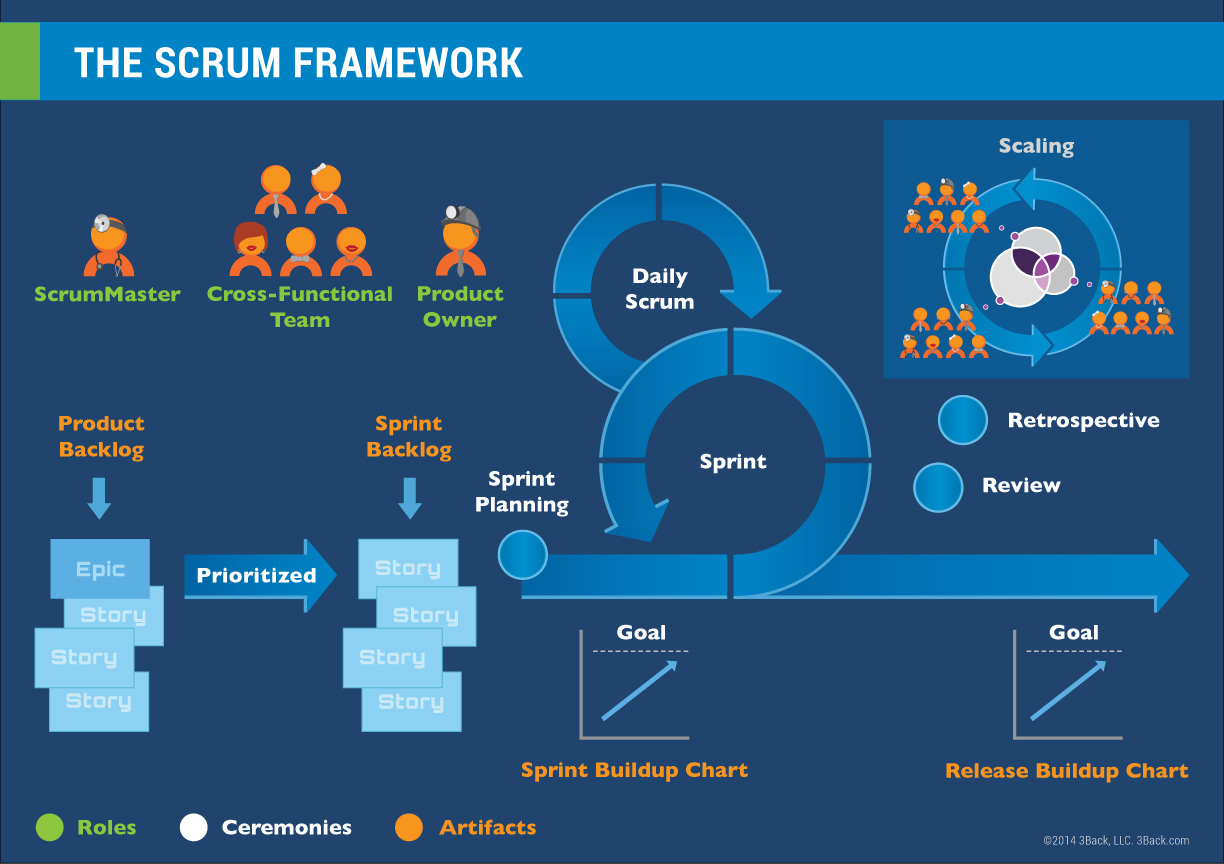 THE SCRUM FRAMEWORK
Scaling
ScrumMaster
Cross-Functional
Team
Product
Owner
Daily
Scrum
Retrospective
Review
Product
Backlog
Sprint
Backlog
Sprint
Planning
Sprint
Epic
Story
Story
Story
Prioritized
Story
Story
Story
Story
Goal
Sprint Buildup Chart
Goal
Release Buildup Chart
Roles
Ceremonies
Artifacts
©2014 3Back, LLC. 3Back.com